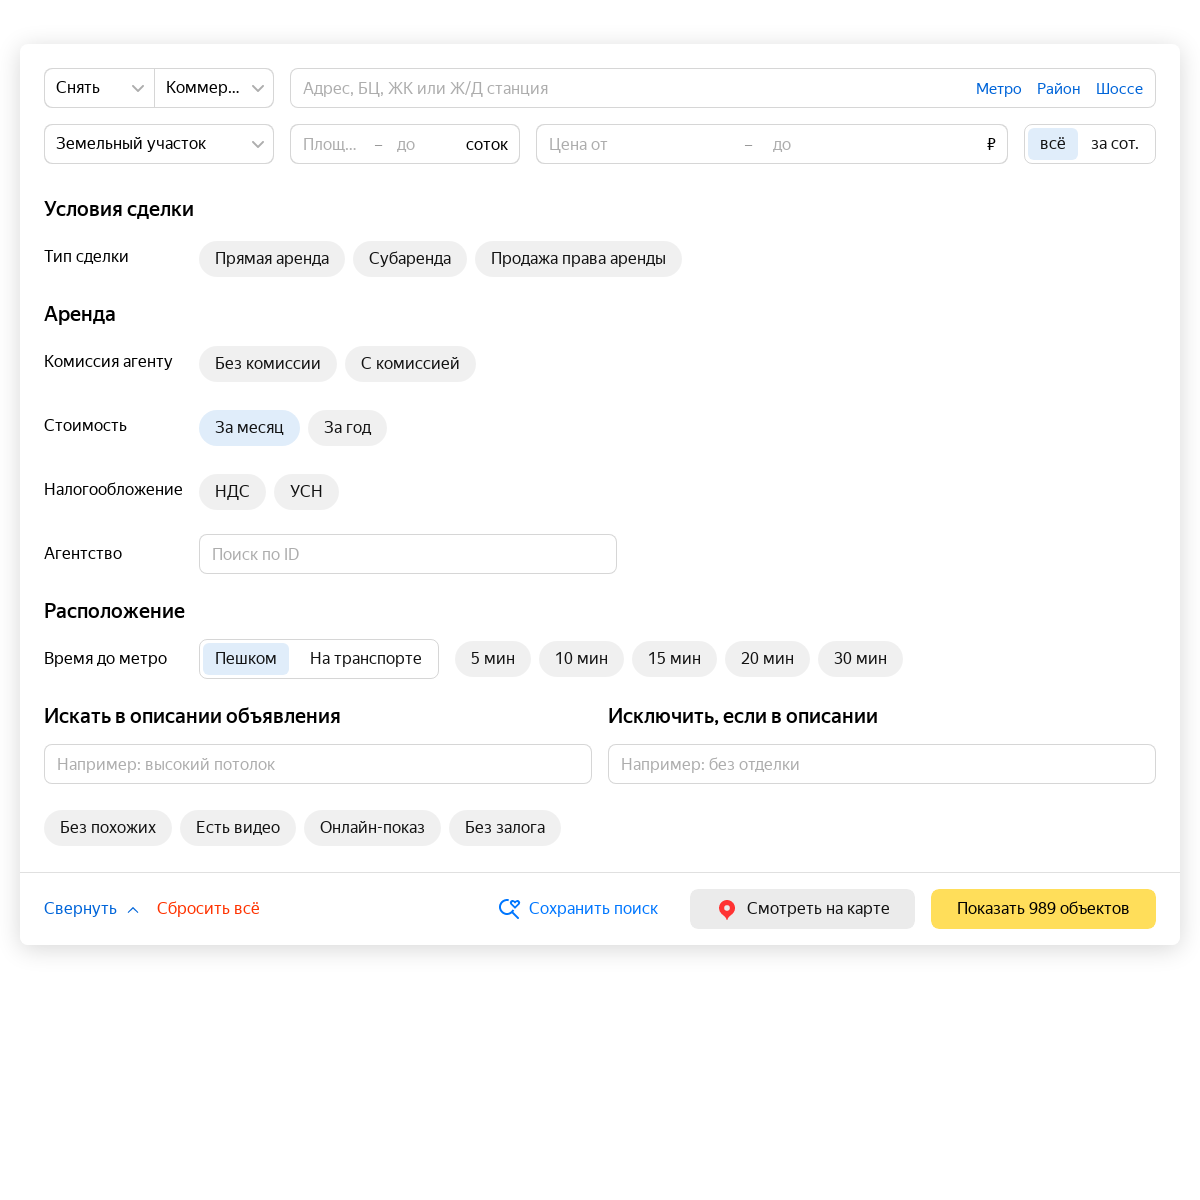 Снять Коммер... Адрес, БЦ, ЖК или Ж/Д станция Метро Район Шоссе
Земельный участок Площ... – до соток Цена от – до ₽ всё за сот.
Условия сделки
Тип сделки Прямая аренда Субаренда Продажа права аренды
Аренда
Комиссия агенту Без комиссии С комиссией
Стоимость За месяц За год
Налогообложение НДС УСН
Агентство Поиск по ID
Расположение
Время до метро Пешком На транспорте 5 мин 10 мин 15 мин 20 мин 30 мин
Искать в описании объявления Исключить, если в описании
Например: высокий потолок Например: без отделки
Без похожих Есть видео Онлайн-показ Без залога
Свернуть Сбросить всё Сохранить поиск Смотреть на карте Показать 989 объектов